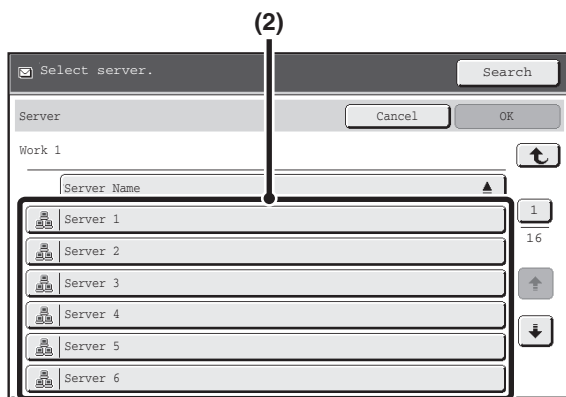 (2)
Select server.
Search
Server
Cancel
OK
Work 1
Server Name
Server 1
1
16
Server 2
Server 3
Server 4
Server 5
Server 6